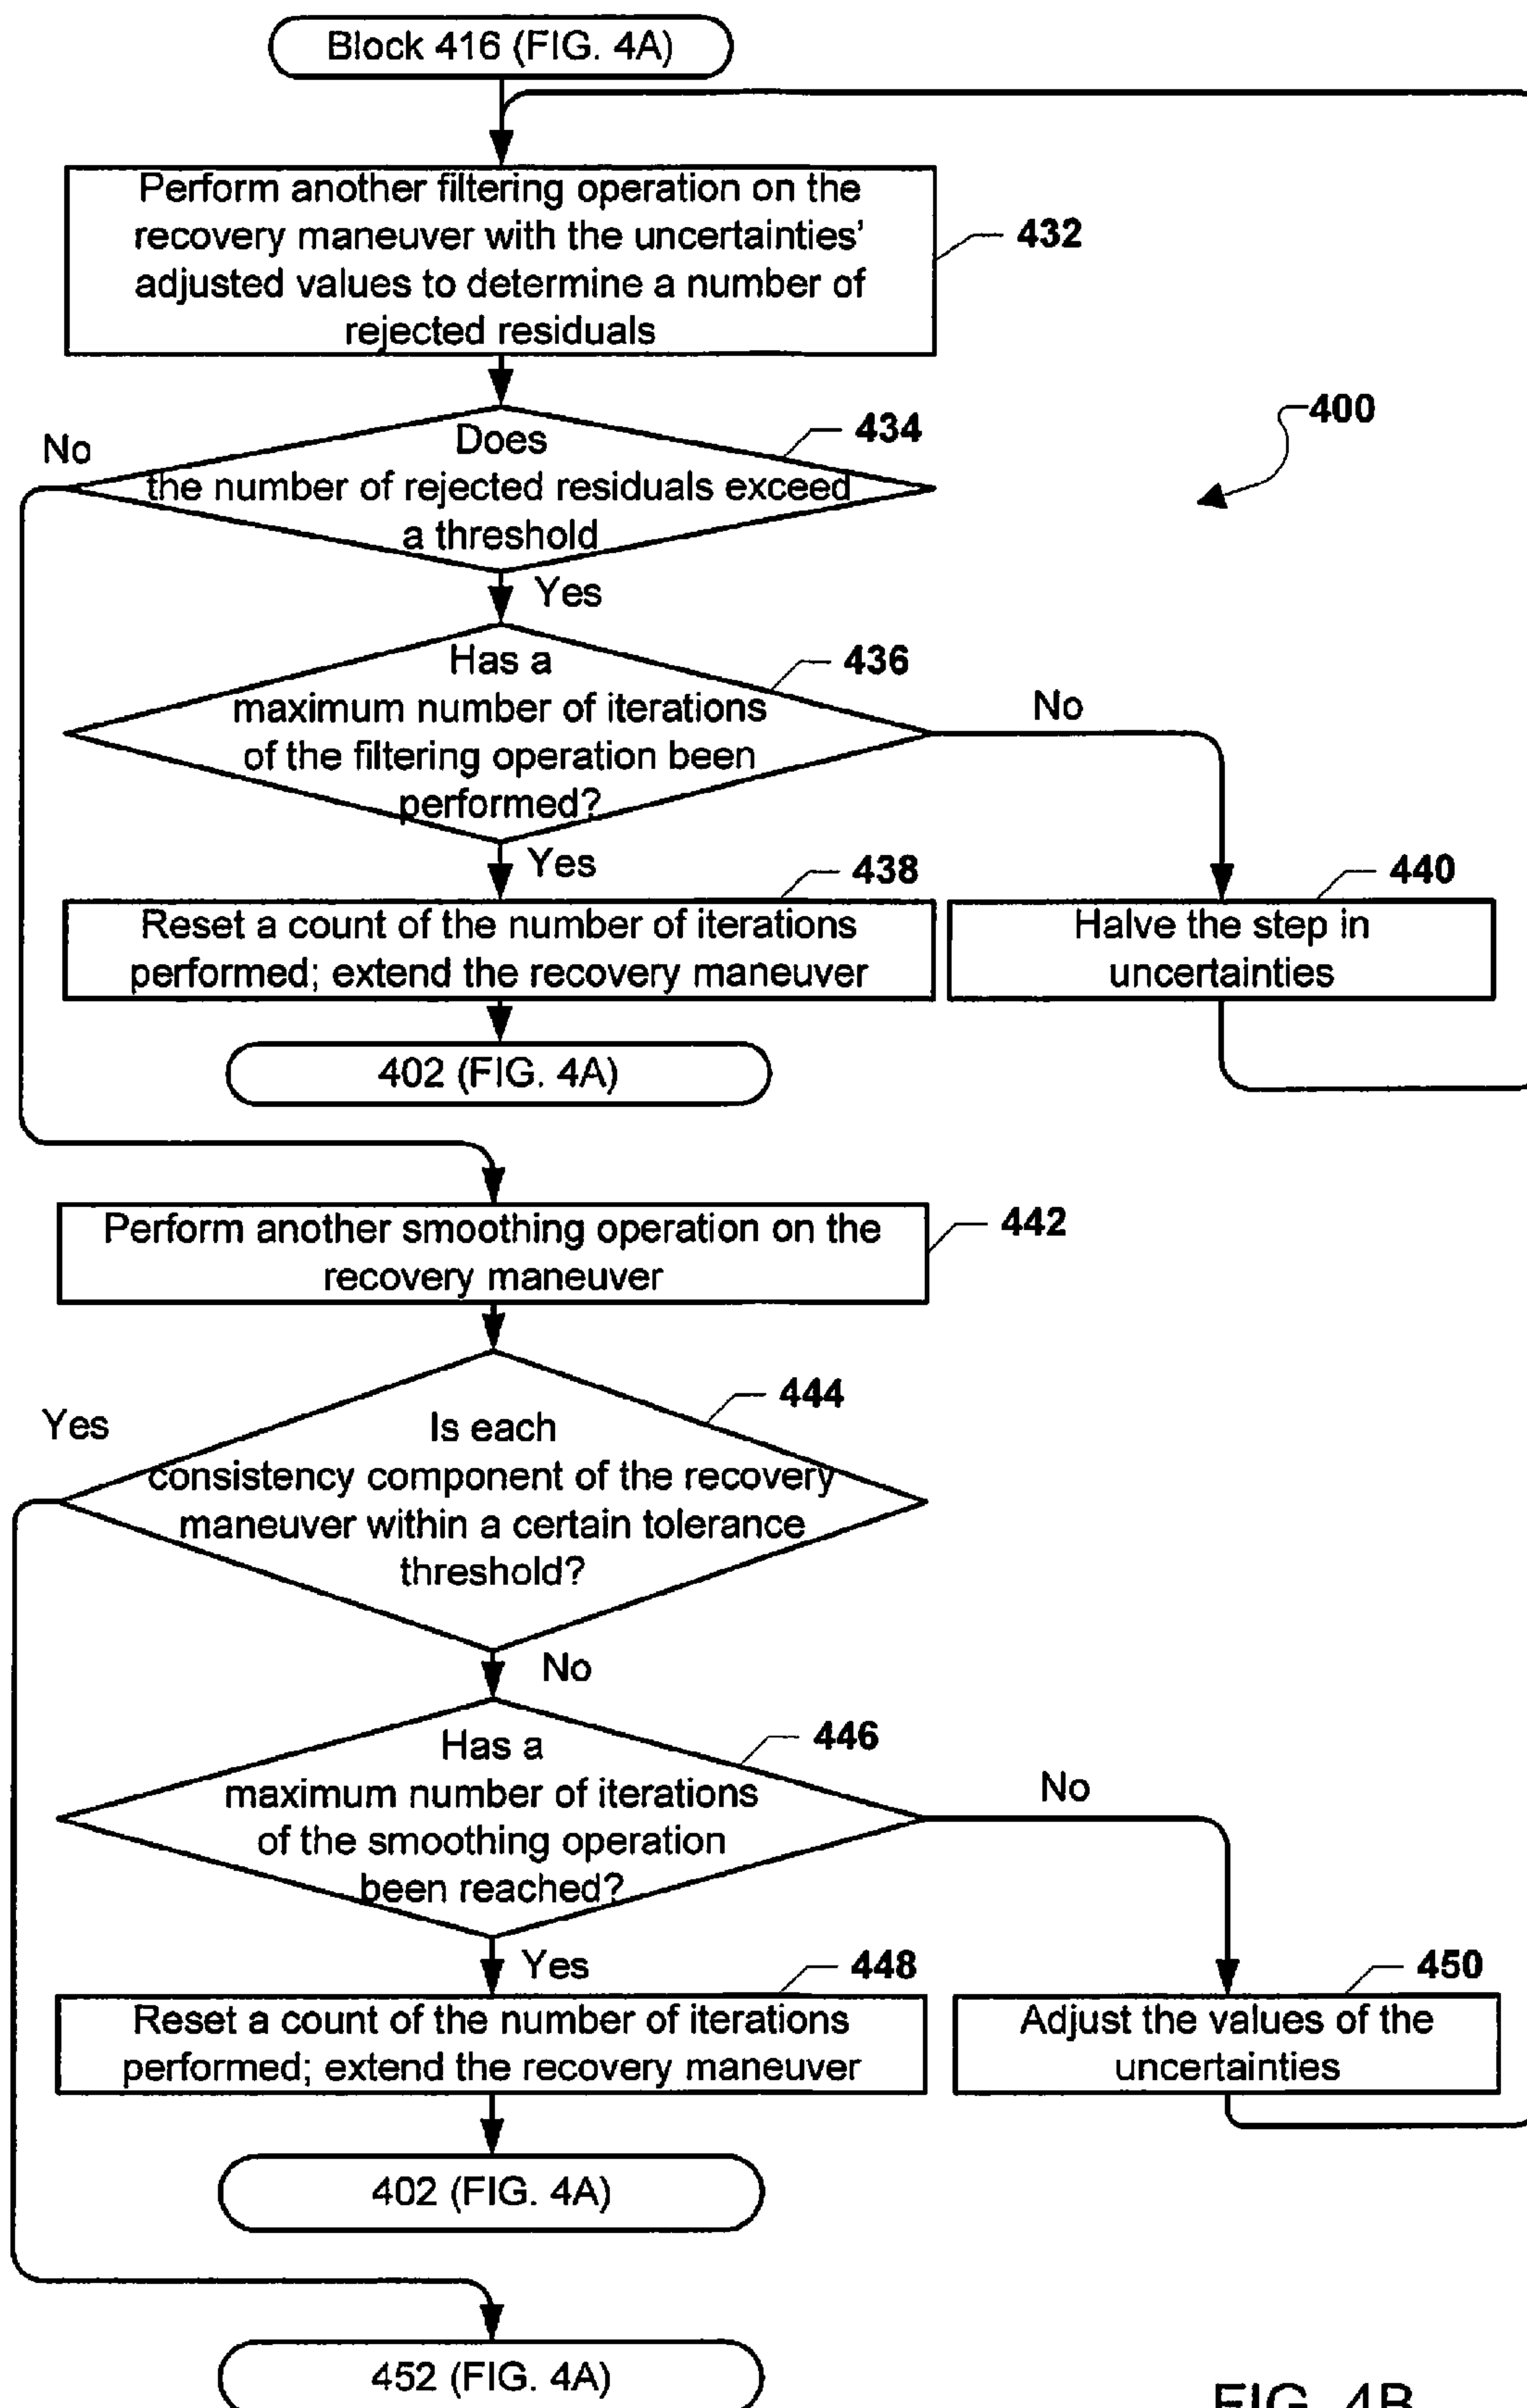 Block 416 (FIG. 4A)
Perform another filtering operation on the
recovery maneuver with the uncertainties'
adjusted values to determine a number of
rejected residuals
432
400
434
No
Does
the number of rejected residuals exceed
a threshold
Yes
436
Has a
maximum number of iterations
of the filtering operation been
performed?
No
Yes
438
440
Reset a count of the number of iterations
performed; extend the recovery maneuver
Halve the step in
uncertainties
402 (FIG. 4A)
Perform another smoothing operation on the
recovery maneuver
442
444
Yes
Is each
consistency component of the recovery
maneuver within a certain tolerance
threshold?
No
446
Has a
maximum number of iterations
of the smoothing operation
been reached?
No
Yes
448
450
Reset a count of the number of iterations
performed; extend the recovery maneuver
Adjust the values of the
uncertainties
402 (FIG. 4A)
452 (FIG. 4A)
FIG. 4B